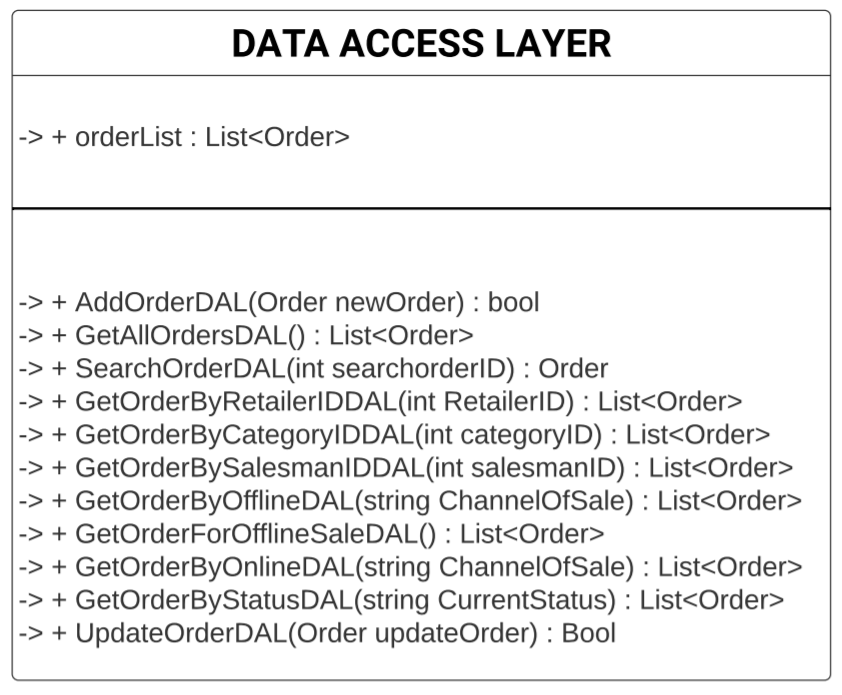 DATA ACCESS LAYER
-> + orderList : List<Order>
-> + AddOrderDAL(Order newOrder) : bool
-> + GetAllOrdersDAL() : List<Order>
-> + SearchOrderDAL(int searchorderID) : Order
-> + GetOrderByRetailerIDDAL(int RetailerID) : List<Order>
-> + GetOrderByCategoryIDDAL(int categoryID) : List<Order>
-> + GetOrderBySalesmanIDDAL(int salesmanID) : List<Order>
-> + GetOrderByOfflineDAL(string ChannelOfSale) : List<Order>
-> + GetOrderForOfflineSaleDAL() : List<Order>
-> + GetOrderByOnlineDAL(string ChannelOfSale) : List<Order>
-> + GetOrderByStatusDAL(string CurrentStatus) : List<Order>
-> + UpdateOrderDAL(Order updateOrder) : Bool